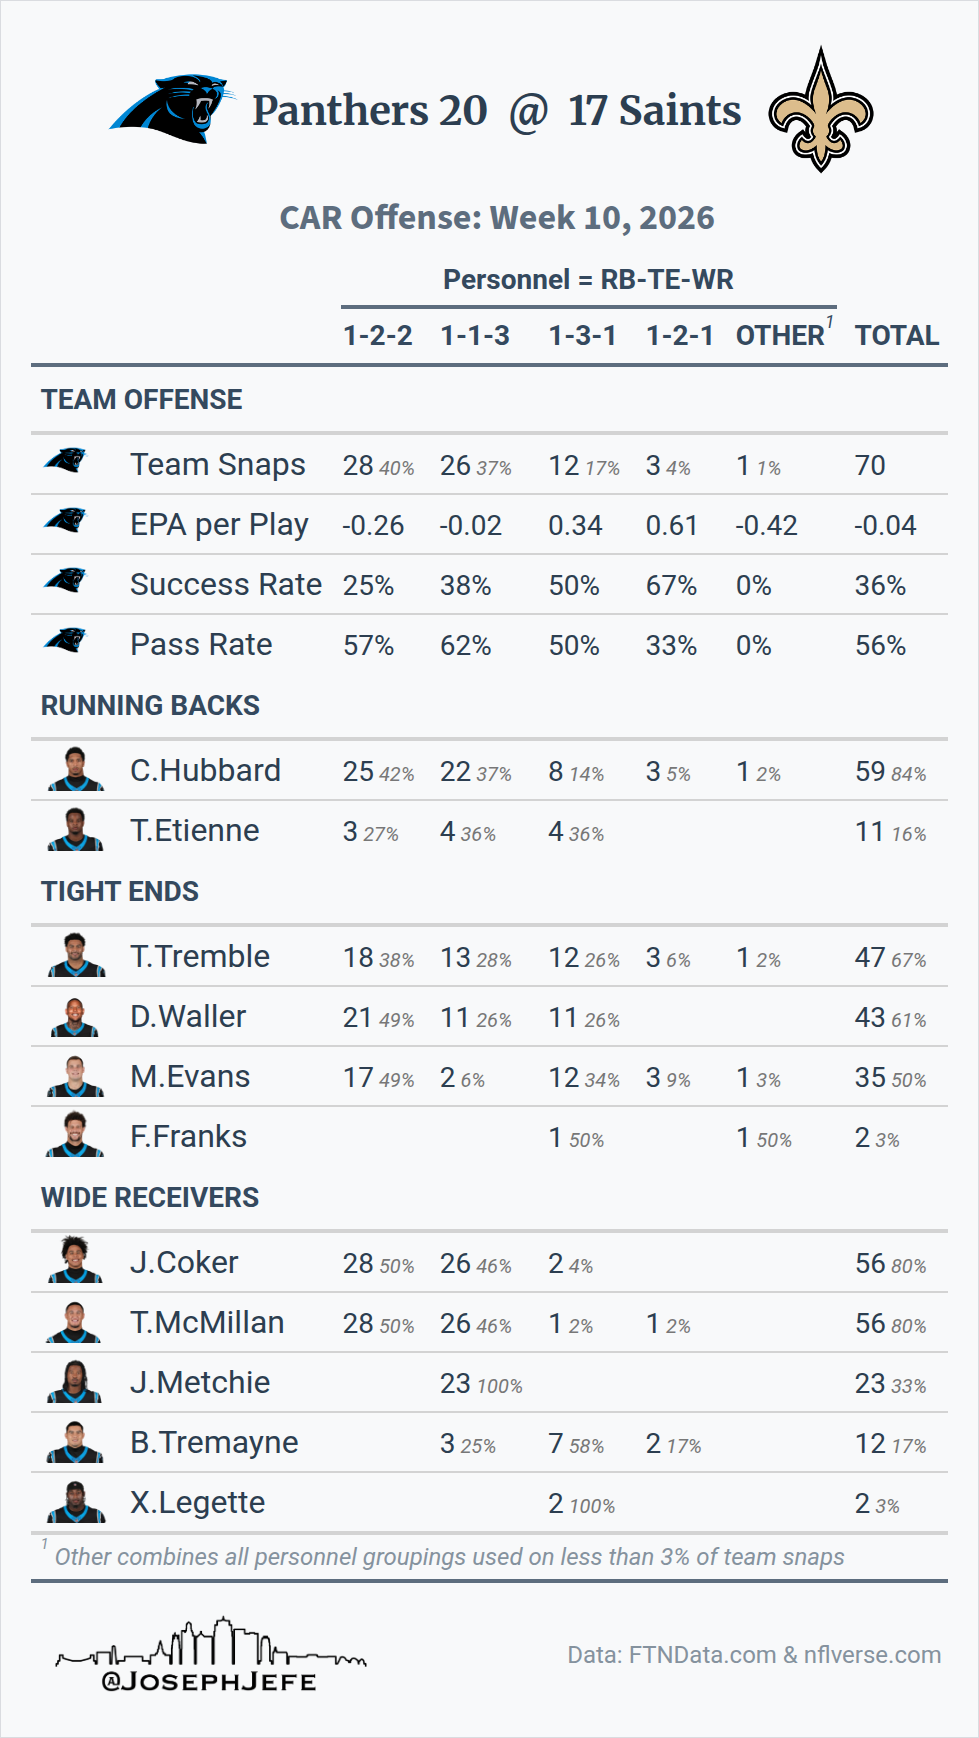 Panthers 20 @ 17 Saints
CAR Offense: Week 10, 2026
Personnel = RB-TE-WR
1-2-2 1-1-3 1-3-1 1-2-1 OTHER1 TOTAL
TEAM OFFENSE
Team Snaps 28 40% 26 37% 12 17% 3 4% 1 1% 70
EPA per Play -0.26 -0.02 0.34 0.61 -0.42 -0.04
Success Rate 25% 38% 50% 67% 0% 36%
Pass Rate 57% 62% 50% 33% 0% 56%
RUNNING BACKS
C.Hubbard 25 42% 22 37% 8 14% 3 5% 1 2% 59 84%
T.Etienne 3 27% 4 36% 4 36% 11 16%
TIGHT ENDS
T.Tremble 18 38% 13 28% 12 26% 3 6% 1 2% 47 67%
D.Waller 21 49% 11 26% 11 26% 43 61%
M.Evans 17 49% 2 6% 12 34% 3 9% 1 3% 35 50%
F.Franks 1 50% 1 50% 2 3%
WIDE RECEIVERS
J.Coker 28 50% 26 46% 2 4% 56 80%
T.McMillan 28 50% 26 46% 1 2% 1 2% 56 80%
J.Metchie 23 100% 23 33%
B.Tremayne 3 25% 7 58% 2 17% 12 17%
X.Legette 2 100% 2 3%
1 Other combines all personnel groupings used on less than 3% of team snaps
@JosephJefe
Data: FTNData.com & nflverse.com